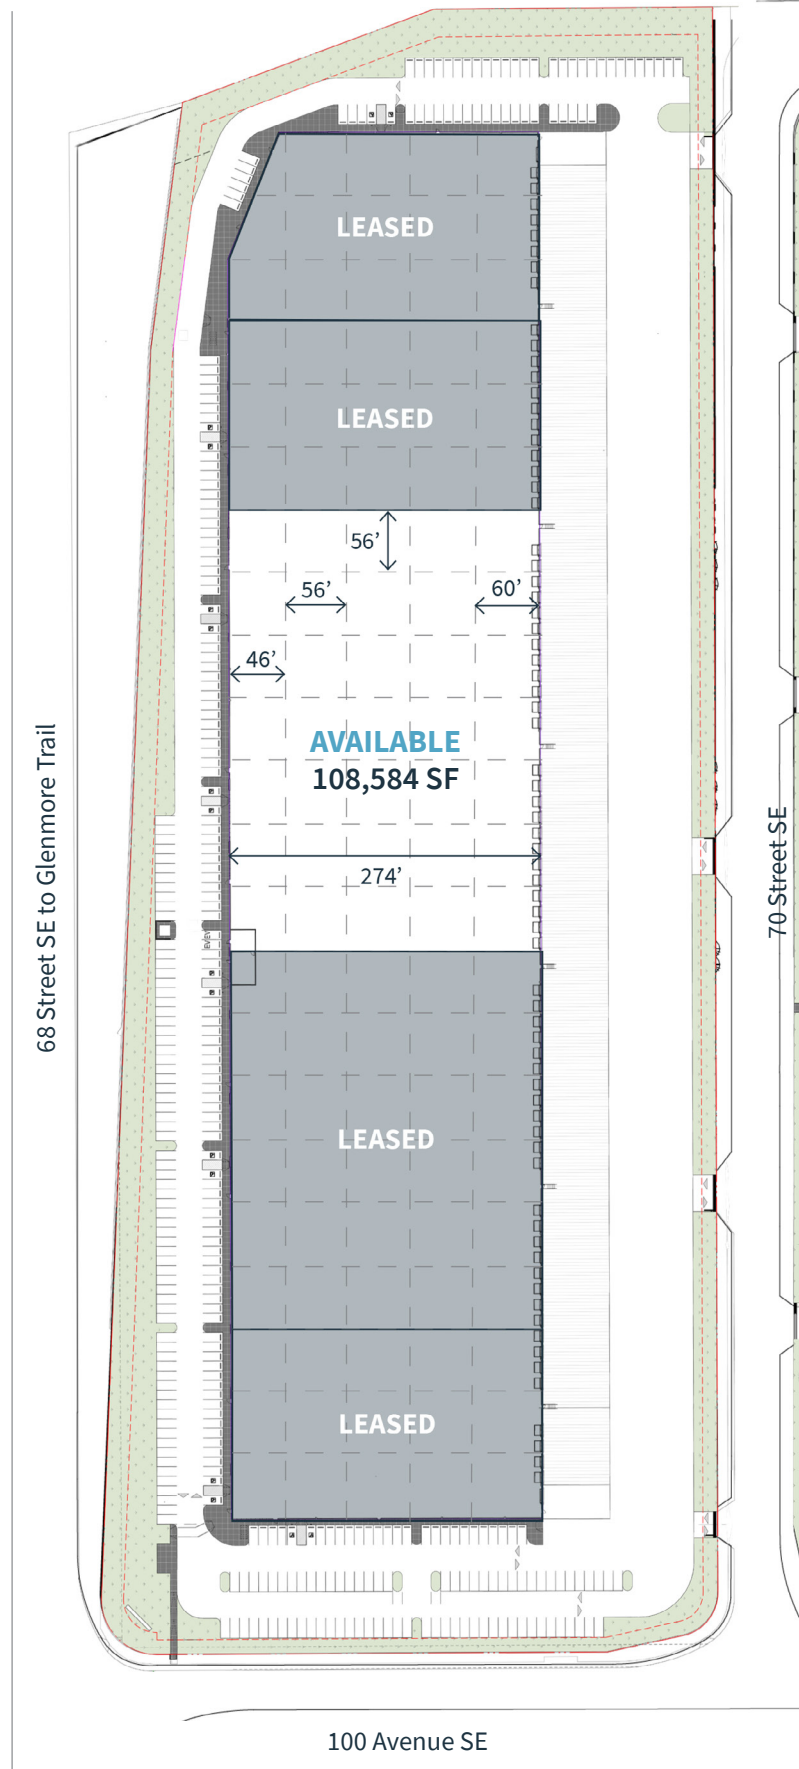 LEASED
LEASED
56’
56’
60’
46’
AVAILABLE
108,584 SF
274’
LEASED
LEASED
68 Street SE to Glenmore Trail
70 Street SE
100 Avenue SE